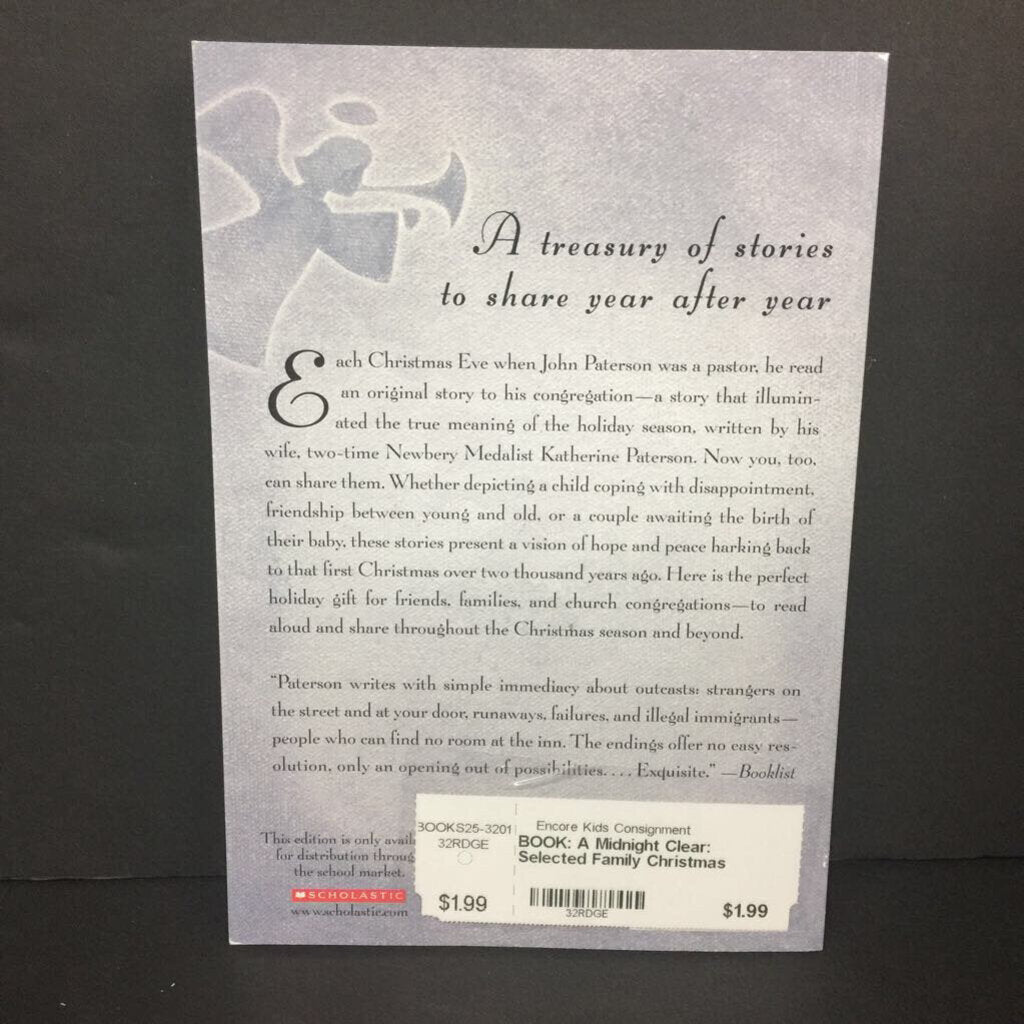 A treasury of stories
to share year after year
Each Christmas Eve when John Paterson was a pastor, he read
an original story to his congregation—a story that illumin-
ated the true meaning of the holiday season, written by his
wife, two-time Newbery Medalist Katherine Paterson. Now you, too,
can share them. Whether depicting a child coping with disappointment,
friendship between young and old, or a couple awaiting the birth of
their baby, these stories present a vision of hope and peace harking back
to that first Christmas over two thousand years ago. Here is the perfect
holiday gift for friends, families, and church congregations—to read
aloud and share throughout the Christmas season and beyond.
"Paterson writes with simple immediacy about outcasts: strangers on
the street and at your door, runaways, failures, and illegal immigrants—
people who can find no room at the inn. The endings offer no easy res-
olution, only an opening out of possibilities. . . . Exquisite." —Booklist
This edition is only
for distribution
the school market.
SCHOLASTIC
www.scholastic.com
BOOKS25-3201
32RDGE
$1.99
Encore Kids Consignment
BOOK: A Midnight Clear:
Selected Family Christmas
32RDGE
$1.99